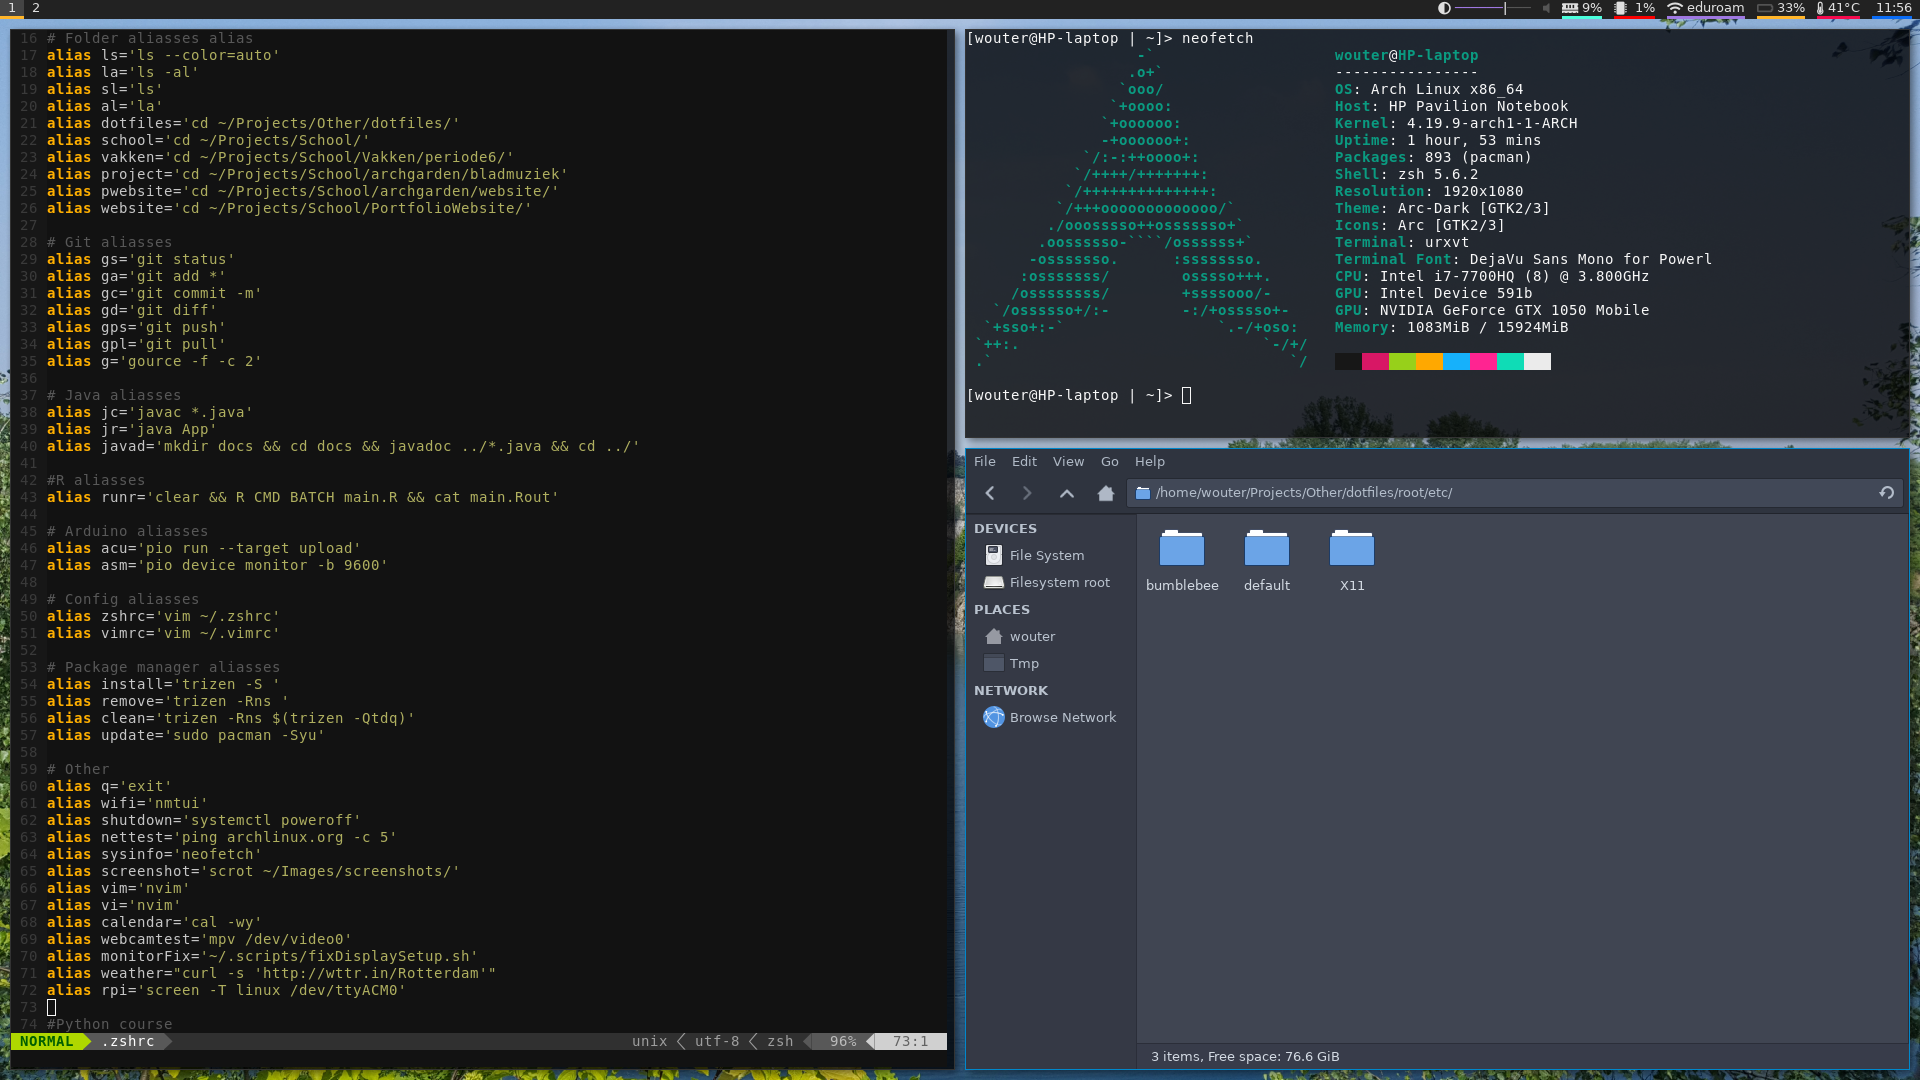 1 2 9% 1% eduroam 33% 41°C 11:56
16 # Folder aliasses alias
17 alias ls='ls --color=auto'
18 alias la='ls -al'
19 alias sl='ls'
20 alias al='la'
21 alias dotfiles='cd ~/Projects/Other/dotfiles/'
22 alias school='cd ~/Projects/School/'
23 alias vakken='cd ~/Projects/School/Vakken/periode6/'
24 alias project='cd ~/Projects/School/archgarden/bladmuziek'
25 alias pwebsite='cd ~/Projects/School/archgarden/website/'
26 alias website='cd ~/Projects/School/PortfolioWebsite/'
27
28 # Git aliasses
29 alias gs='git status'
30 alias ga='git add *'
31 alias gc='git commit -m'
32 alias gd='git diff'
33 alias gps='git push'
34 alias gpl='git pull'
35 alias g='gource -f -c 2'
36
37 # Java aliasses
38 alias jc='javac *.java'
39 alias jr='java App'
40 alias javad='mkdir docs && cd docs && javadoc ../*.java && cd ../'
41
42 #R aliasses
43 alias runr='clear && R CMD BATCH main.R && cat main.Rout'
44
45 # Arduino aliasses
46 alias acu='pio run --target upload'
47 alias asm='pio device monitor -b 9600'
48
49 # Config aliasses
50 alias zshrc='vim ~/.zshrc'
51 alias vimrc='vim ~/.vimrc'
52
53 # Package manager aliasses
54 alias install='trizen -S '
55 alias remove='trizen -Rns '
56 alias clean='trizen -Rns $(trizen -Qtdq)'
57 alias update='sudo pacman -Syu'
58
59 # Other
60 alias q='exit'
61 alias wifi='nmtui'
62 alias shutdown='systemctl poweroff'
63 alias nettest='ping archlinux.org -c 5'
64 alias sysinfo='neofetch'
65 alias screenshot='scrot ~/Images/screenshots/'
66 alias vim='nvim'
67 alias vi='nvim'
68 alias calendar='cal -wy'
69 alias webcamtest='mpv /dev/video0'
70 alias monitorFix='~/.scripts/fixDisplaySetup.sh'
71 alias weather="curl -s 'http://wttr.in/Rotterdam'"
72 alias rpi='screen -T linux /dev/ttyACM0'
73
74 #Python course
NORMAL .zshrc unix utf-8 zsh 96% 73:1
[wouter@HP-laptop | ~]> neofetch
-` wouter@HP-laptop
.o+` ----------------
`ooo/ OS: Arch Linux x86_64
`+oooo: Host: HP Pavilion Notebook
`+oooooo: Kernel: 4.19.9-arch1-1-ARCH
-+oooooo+: Uptime: 1 hour, 53 mins
`/:-:++oooo+: Packages: 893 (pacman)
`/++++/+++++++: Shell: zsh 5.6.2
`/++++++++++++++: Resolution: 1920x1080
`/+++ooooooooooooo/` Theme: Arc-Dark [GTK2/3]
./ooosssso++osssssso+` Icons: Arc [GTK2/3]
.oossssso-````/ossssss+` Terminal: urxvt
-osssssso. :ssssssso. Terminal Font: DejaVu Sans Mono for Powerl
:osssssss/ osssso+++. CPU: Intel i7-7700HQ (8) @ 3.800GHz
/ossssssss/ +ssssooo/- GPU: Intel Device 591b
`/ossssso+/:- -:/+osssso+- GPU: NVIDIA GeForce GTX 1050 Mobile
`+sso+:-` `.-/+oso: Memory: 1083MiB / 15924MiB
`++:. `-/+/
.` `/
[wouter@HP-laptop | ~]>
File Edit View Go Help
/home/wouter/Projects/Other/dotfiles/root/etc/
DEVICES
File System
Filesystem root
PLACES
wouter
Tmp
NETWORK
Browse Network
bumblebee default X11
3 items, Free space: 76.6 GiB